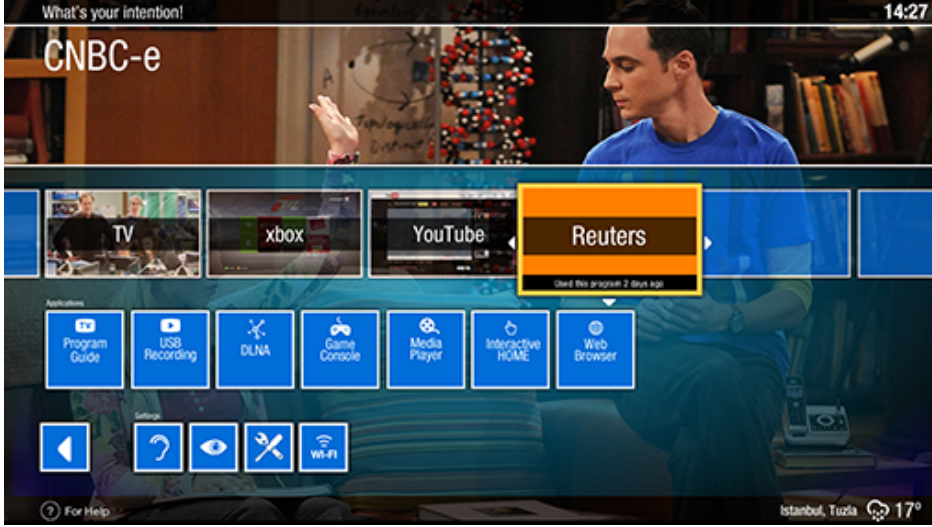 What's your intention!
14:27
CNBC-e
TV
xbox
YouTube
Reuters
Used this program 2 days ago
Applications
TV
Program
Guide
USB
Recording
DLNA
Game
Console
Media
Player
Interactive
HOME
Web
Browser
Settings
WI-FI
? For Help
Istanbul, Tuzla
17°